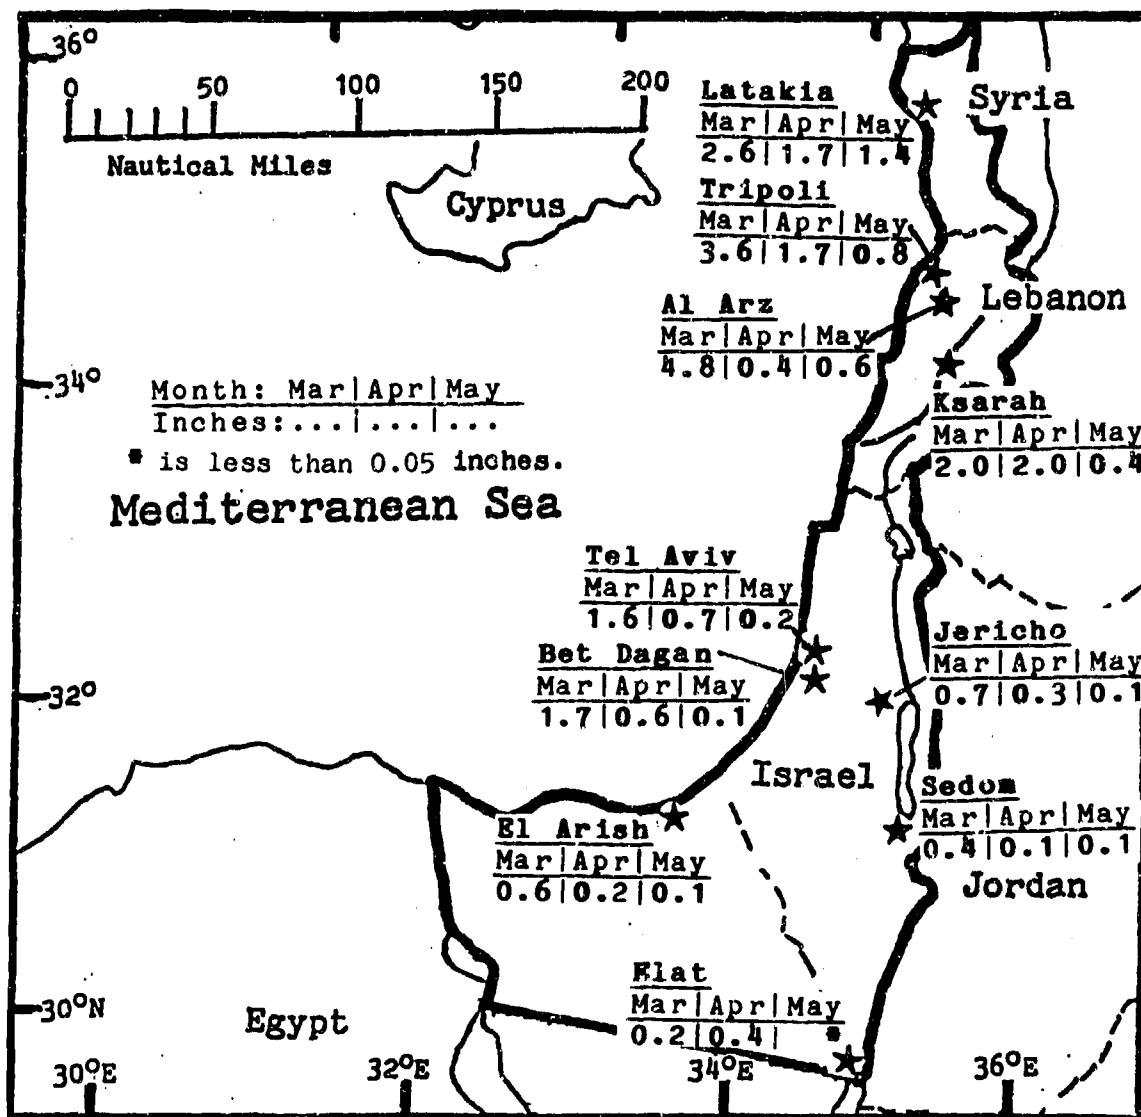 36°
0 50 100 150 200
Nautical Miles
Cyprus
Latakia
Mar|Apr|May
2.6|1.7|1.4
Syria
Tripoli
Mar|Apr|May
3.6|1.7|0.8
Al Arz
Mar|Apr|May
4.8|0.4|0.6
Lebanon
34°
Month: Mar|Apr|May
Inches:...|...|...
* is less than 0.05 inches.
Mediterranean Sea
Ksarah
Mar|Apr|May
2.0|2.0|0.4
Tel Aviv
Mar|Apr|May
1.6|0.7|0.2
Bet Dagan
Mar|Apr|May
1.7|0.6|0.1
Jericho
Mar|Apr|May
0.7|0.3|0.1
32°
Israel
Sedom
Mar|Apr|May
0.4|0.1|0.1
Jordan
El Arish
Mar|Apr|May
0.6|0.2|0.1
Elat
Mar|Apr|May
0.2|0.4| *
30°N
Egypt
30°E 32°E 34°E 36°E